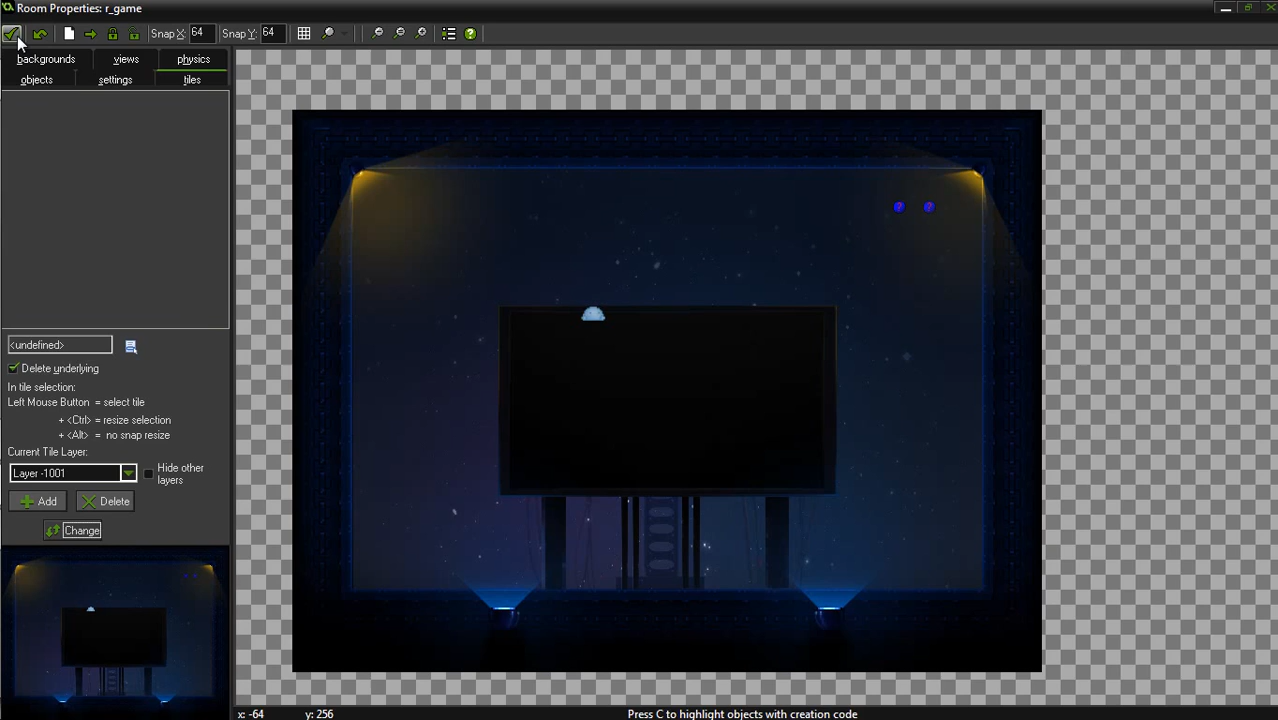 Room Properties: r_game
Snap X: 64 Snap Y: 64
backgrounds views physics
objects settings tiles
<undefined>
Delete underlying
In tile selection:
Left Mouse Button = select tile
+ <Ctrl> = resize selection
+ <Alt> = no snap resize
Current Tile Layer:
Layer -1001
Hide other
layers
Add Delete
Change
? ?
x: -64 y: 256 Press C to highlight objects with creation code